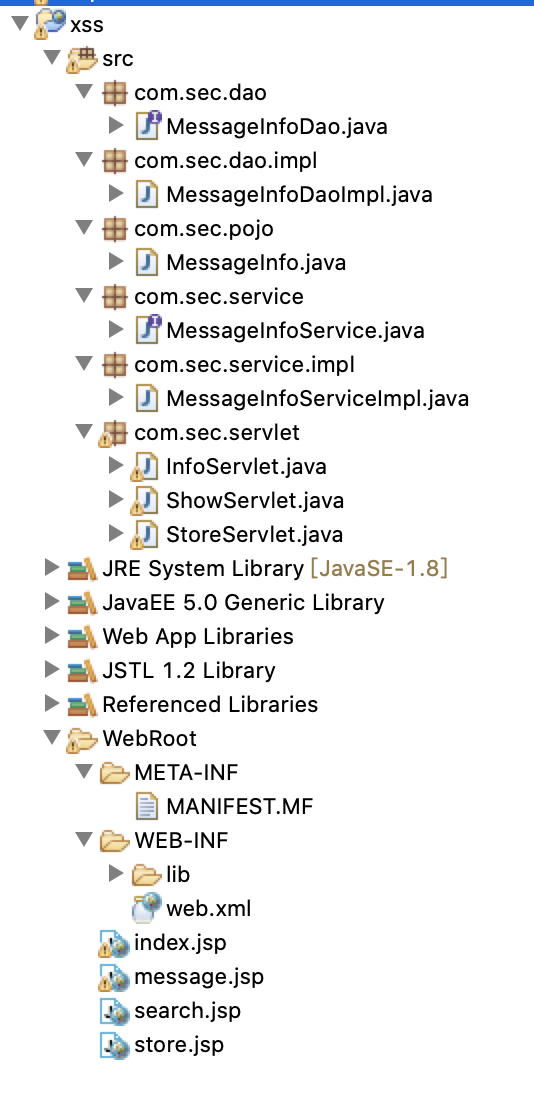 xss
src
com.sec.dao
MessageInfoDao.java
com.sec.dao.impl
MessageInfoDaoImpl.java
com.sec.pojo
MessageInfo.java
com.sec.service
MessageInfoService.java
com.sec.service.impl
MessageInfoServiceImpl.java
com.sec.servlet
InfoServlet.java
ShowServlet.java
StoreServlet.java
JRE System Library [JavaSE-1.8]
JavaEE 5.0 Generic Library
Web App Libraries
JSTL 1.2 Library
Referenced Libraries
WebRoot
META-INF
MANIFEST.MF
WEB-INF
lib
web.xml
index.jsp
message.jsp
search.jsp
store.jsp